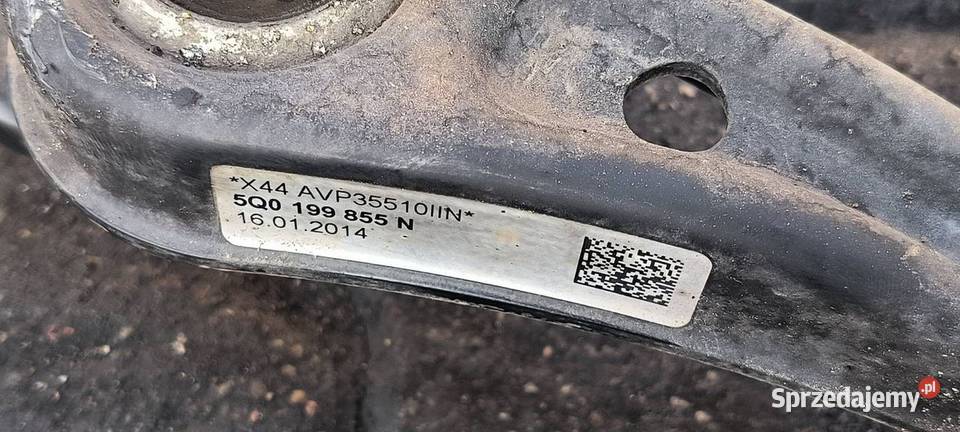 *X44 AVP35510IIN*
5Q0 199 855 N
16.01.2014
Sprzedajemy.pl